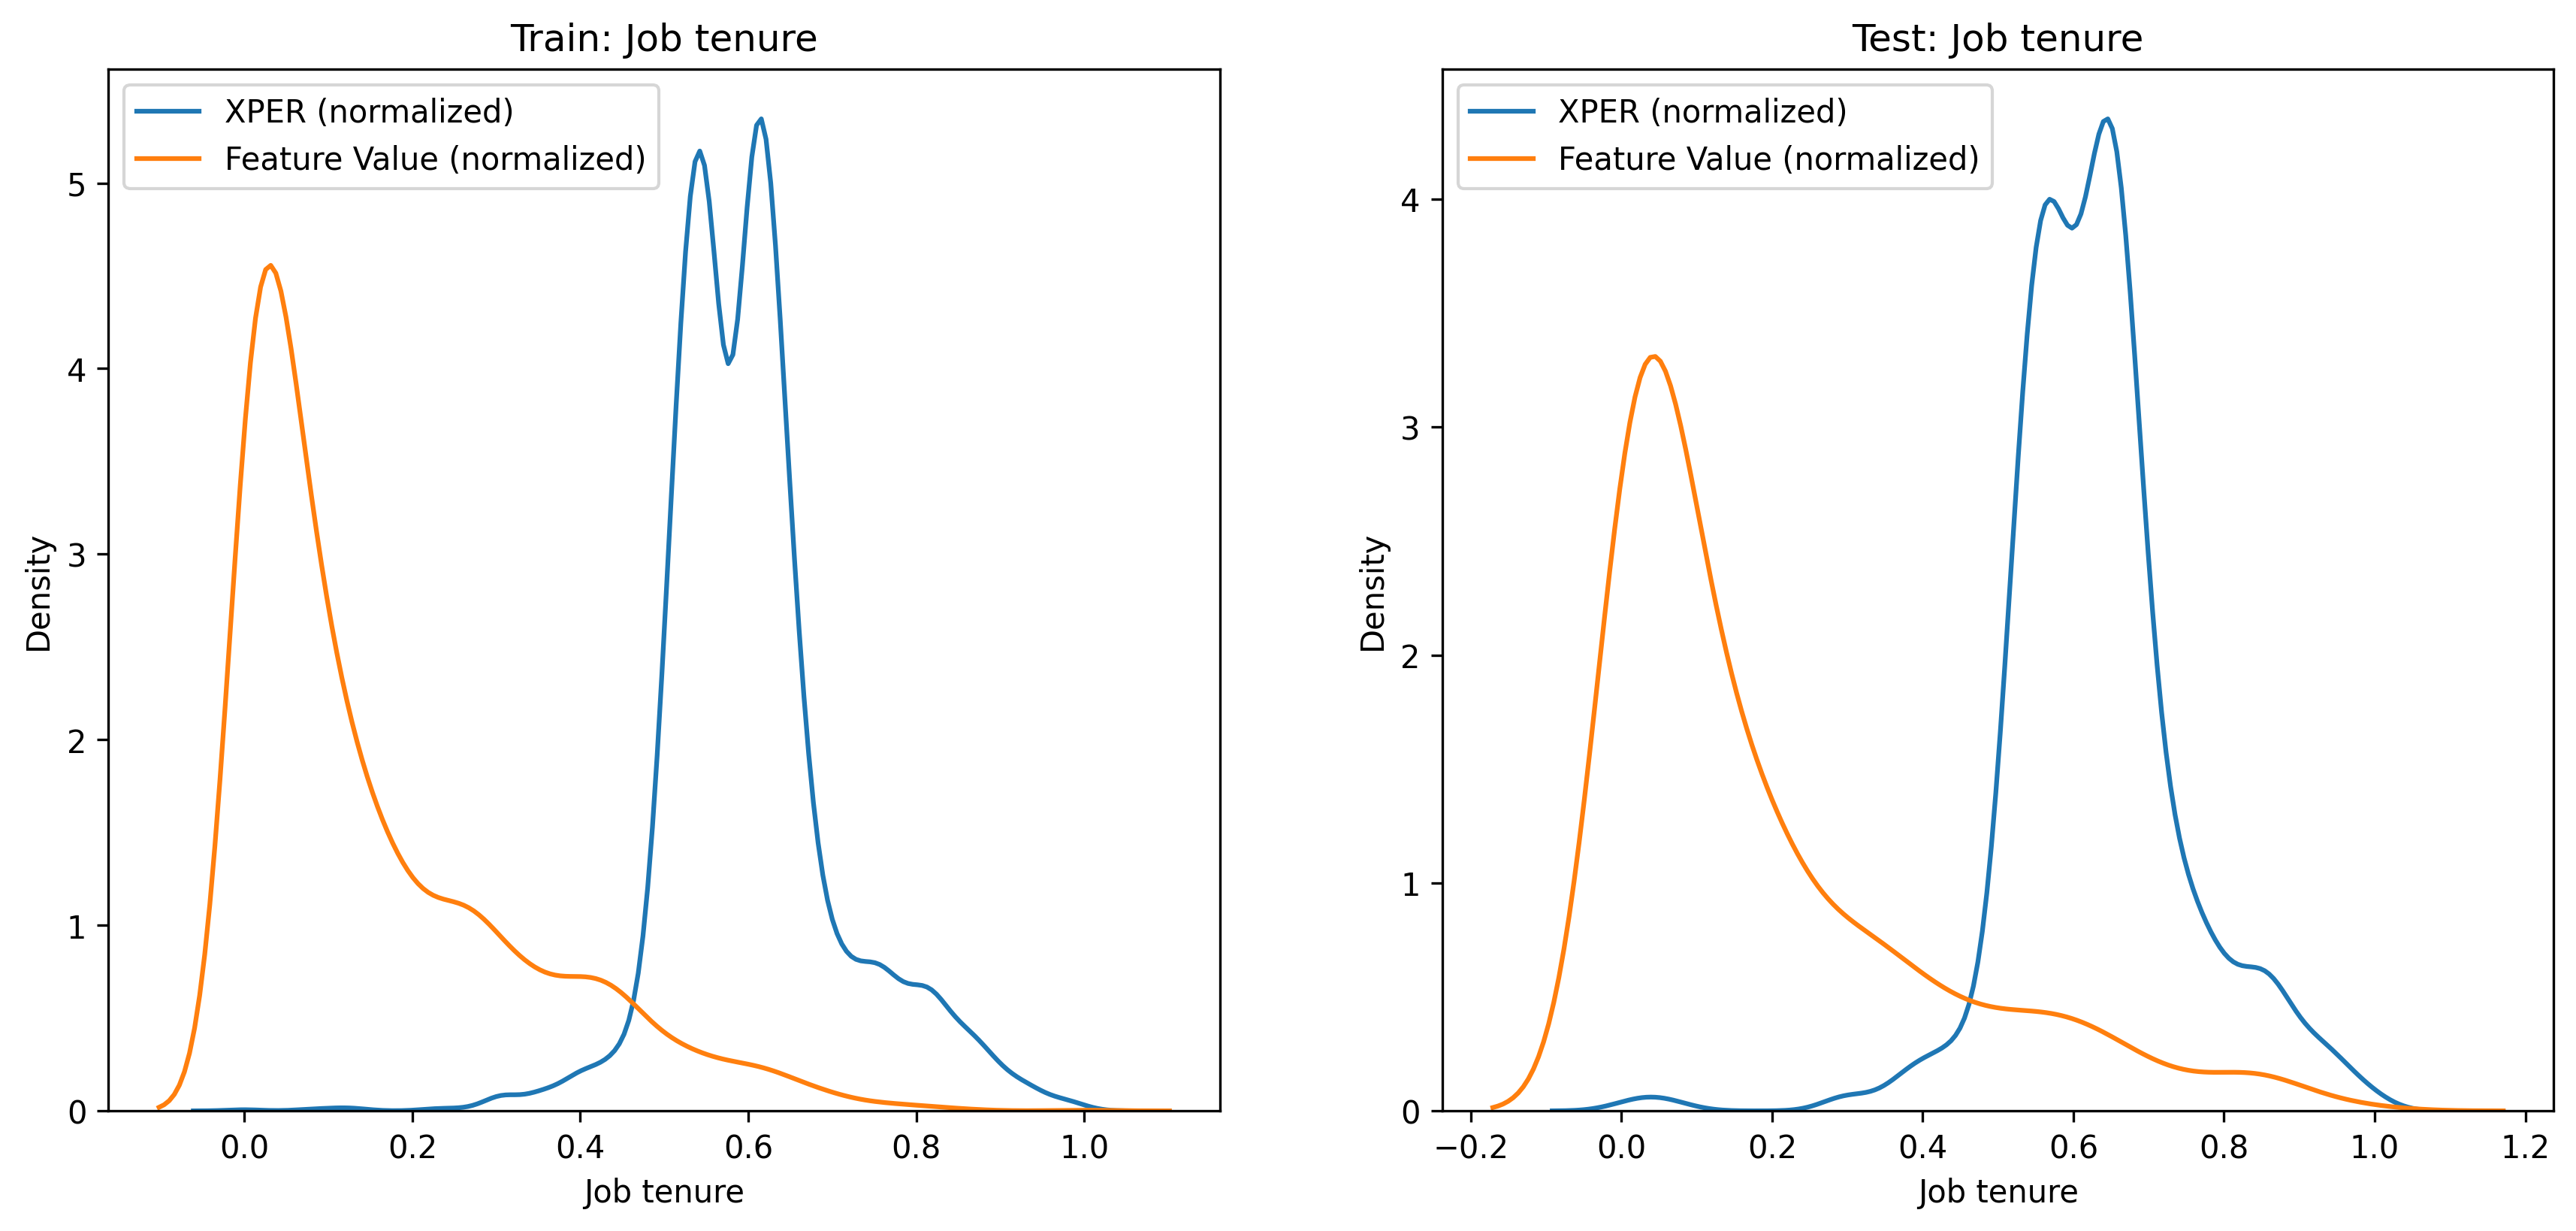 Train: Job tenure
XPER (normalized)
Feature Value (normalized)
Density
5
4
3
2
1
0
0.0 0.2 0.4 0.6 0.8 1.0
Job tenure
Test: Job tenure
XPER (normalized)
Feature Value (normalized)
Density
4
3
2
1
0
−0.2 0.0 0.2 0.4 0.6 0.8 1.0 1.2
Job tenure